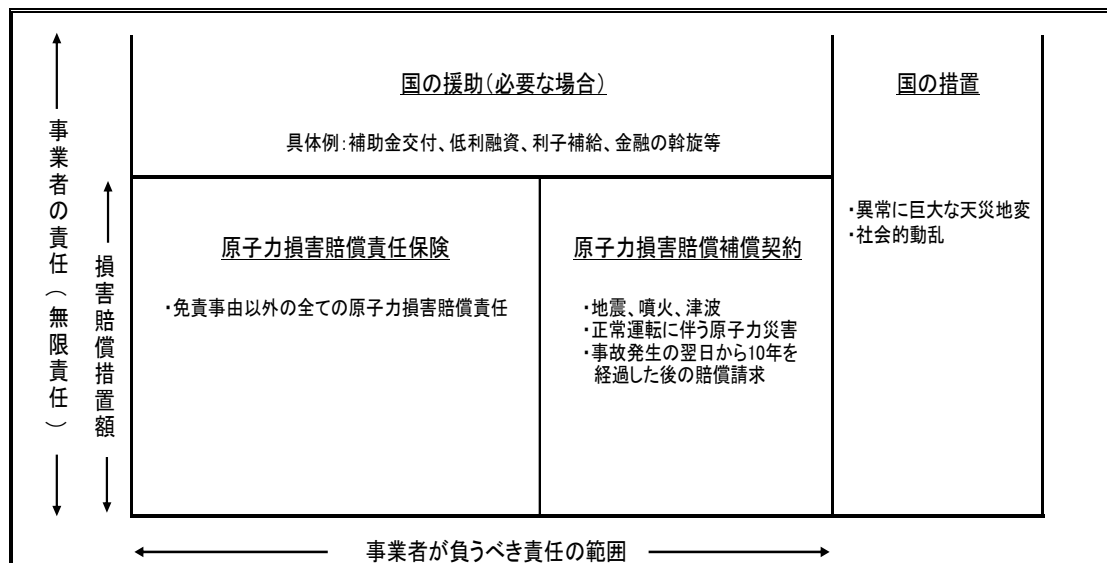 事業者の責任（無限責任）
損害賠償措置額
国の援助（必要な場合）
具体例：補助金交付、低利融資、利子補給、金融の斡旋等
国の措置
・異常に巨大な天災地変
・社会的動乱
原子力損害賠償責任保険
・免責事由以外の全ての原子力損害賠償責任
原子力損害賠償補償契約
・地震、噴火、津波
・正常運転に伴う原子力災害
・事故発生の翌日から10年を
経過した後の賠償請求
事業者が負うべき責任の範囲